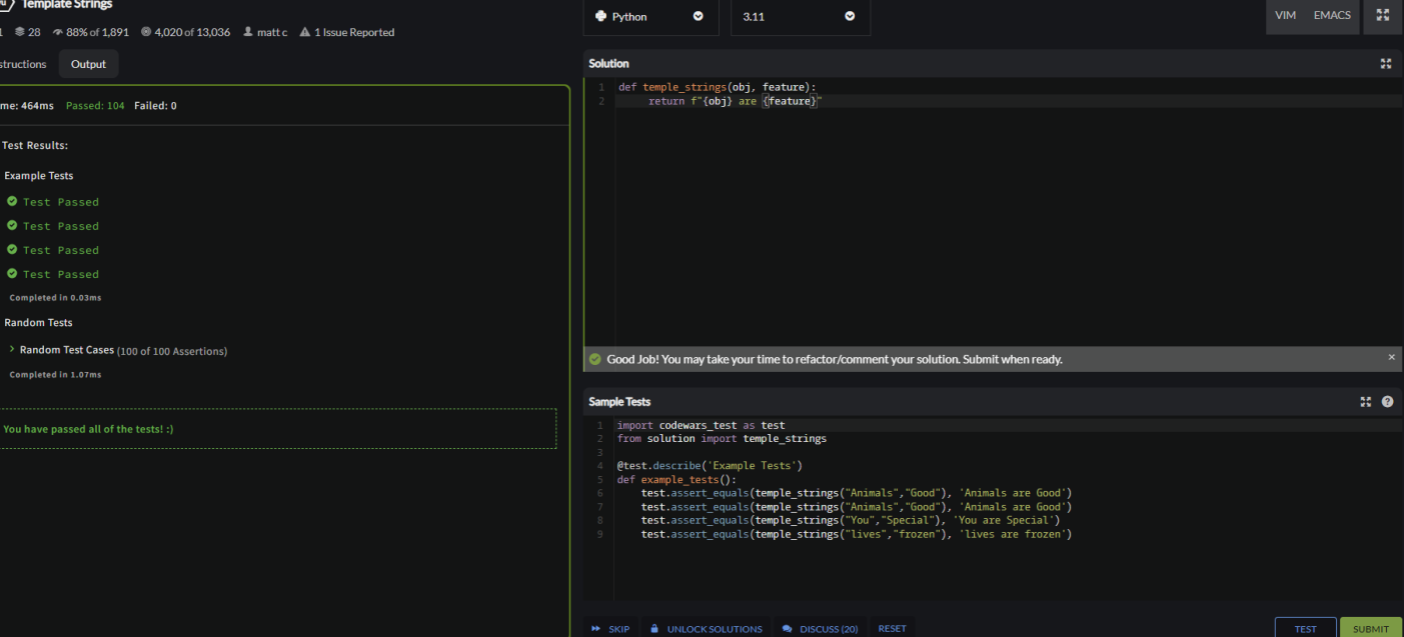 Template Strings
28 88% of 1,891 4,020 of 13,036 matt c 1 Issue Reported
Output
Passed: 104 Failed: 0
Test Results:
Example Tests
Test Passed
Test Passed
Test Passed
Test Passed
Completed in 0.03ms
Random Tests
> Random Test Cases (100 of 100 Assertions)
Completed in 1.07ms
You have passed all of the tests! :)
Python 3.11 VIM EMACS
Solution
1 def temple_strings(obj, feature):
2 return f"{obj} are {feature}"
Good Job! You may take your time to refactor/comment your solution. Submit when ready. ×
Sample Tests
1 import codewars_test as test
2 from solution import temple_strings
3
4 @test.describe('Example Tests')
5 def example_tests():
6 test.assert_equals(temple_strings("Animals","Good"), 'Animals are Good')
7 test.assert_equals(temple_strings("Animals","Good"), 'Animals are Good')
8 test.assert_equals(temple_strings("You","Special"), 'You are Special')
9 test.assert_equals(temple_strings("lives","frozen"), 'lives are frozen')
SKIP UNLOCK SOLUTIONS DISCUSS (20) RESET TEST SUBMIT